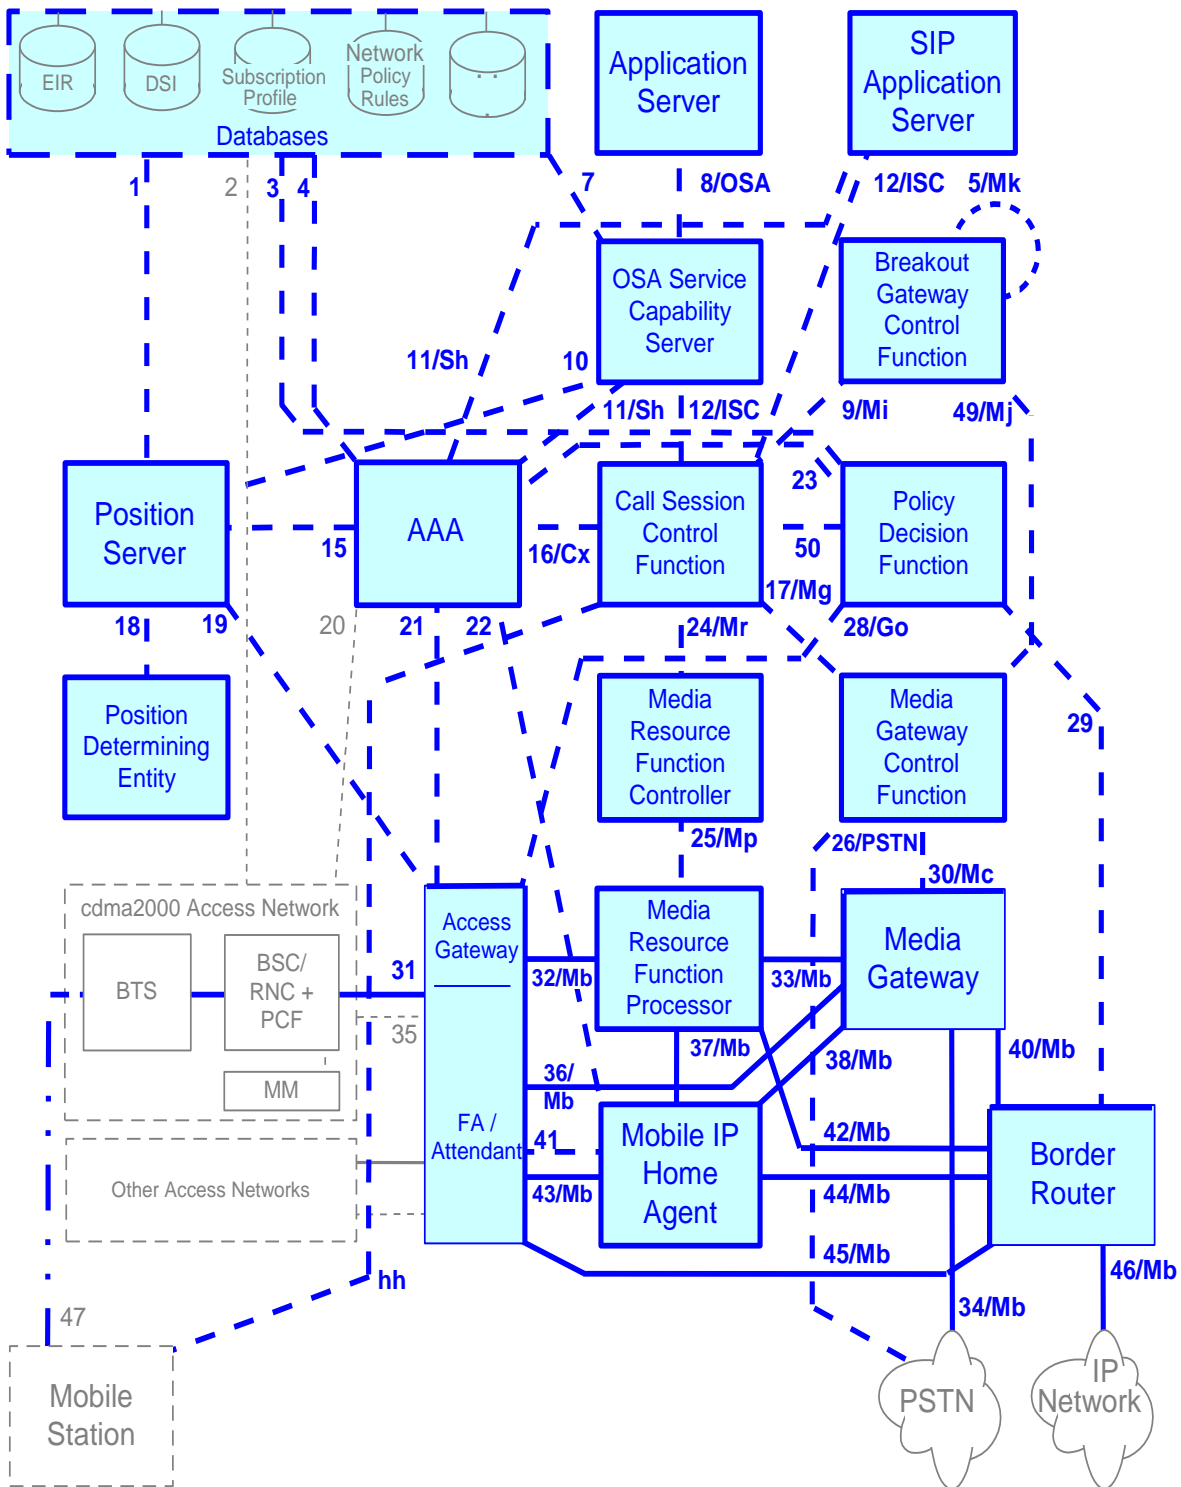 EIR
DSI
Subscription
Profile
Network
Policy
Rules
. .
.
Databases
Application
Server
SIP
Application
Server
1
2
3
4
7
8/OSA
12/ISC
5/Mk
OSA Service
Capability
Server
Breakout
Gateway
Control
Function
11/Sh
10
11/Sh
12/ISC
9/Mi
49/Mj
Position
Server
AAA
Call Session
Control
Function
23
Policy
Decision
Function
15
16/Cx
50
17/Mg
18
19
20
21
22
24/Mr
28/Go
Position
Determining
Entity
Media
Resource
Function
Controller
Media
Gateway
Control
Function
29
25/Mp
26/PSTN
30/Mc
cdma2000 Access Network
BTS
BSC/
RNC +
PCF
MM
31
35
Access
Gateway
FA /
Attendant
32/Mb
Media
Resource
Function
Processor
33/Mb
Media
Gateway
36/
Mb
37/Mb
38/Mb
40/Mb
Other Access Networks
41
43/Mb
Mobile IP
Home
Agent
42/Mb
44/Mb
45/Mb
Border
Router
hh
46/Mb
47
34/Mb
Mobile
Station
PSTN
IP
Network